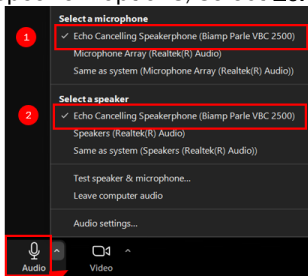 Select a microphone
1
Echo Cancelling Speakerphone (Biamp Parle VBC 2500)
Microphone Array (Realtek(R) Audio)
Same as system (Microphone Array (Realtek(R) Audio))
Select a speaker
2
Echo Cancelling Speakerphone (Biamp Parle VBC 2500)
Speakers (Realtek(R) Audio)
Same as system (Speakers (Realtek(R) Audio))
Test speaker & microphone...
Leave computer audio
Audio settings...
Audio
Video